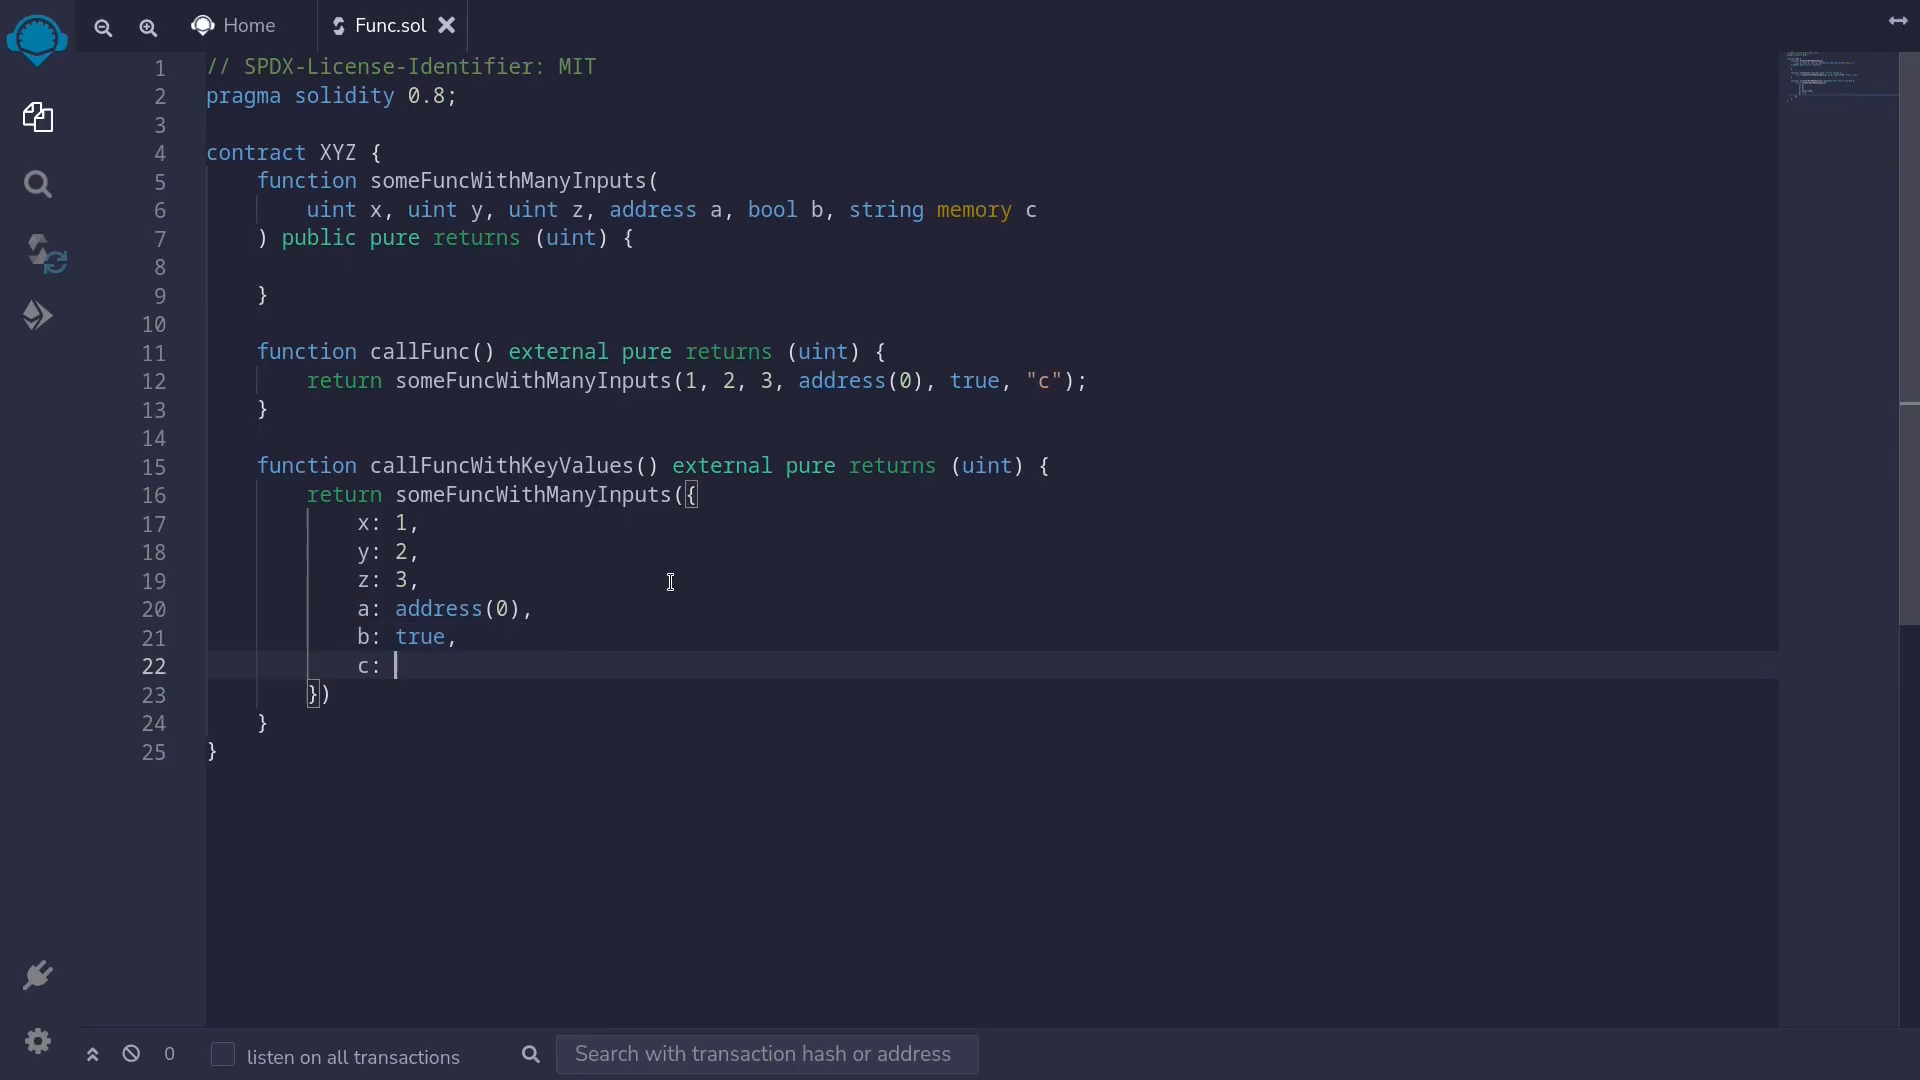 Home
Func.sol
1 // SPDX-License-Identifier: MIT
2 pragma solidity 0.8;
3
4 contract XYZ {
5 function someFuncWithManyInputs(
6 uint x, uint y, uint z, address a, bool b, string memory c
7 ) public pure returns (uint) {
8
9 }
10
11 function callFunc() external pure returns (uint) {
12 return someFuncWithManyInputs(1, 2, 3, address(0), true, "c");
13 }
14
15 function callFuncWithKeyValues() external pure returns (uint) {
16 return someFuncWithManyInputs({
17 x: 1,
18 y: 2,
19 z: 3,
20 a: address(0),
21 b: true,
22 c:
23 })
24 }
25 }
0 listen on all transactions Search with transaction hash or address